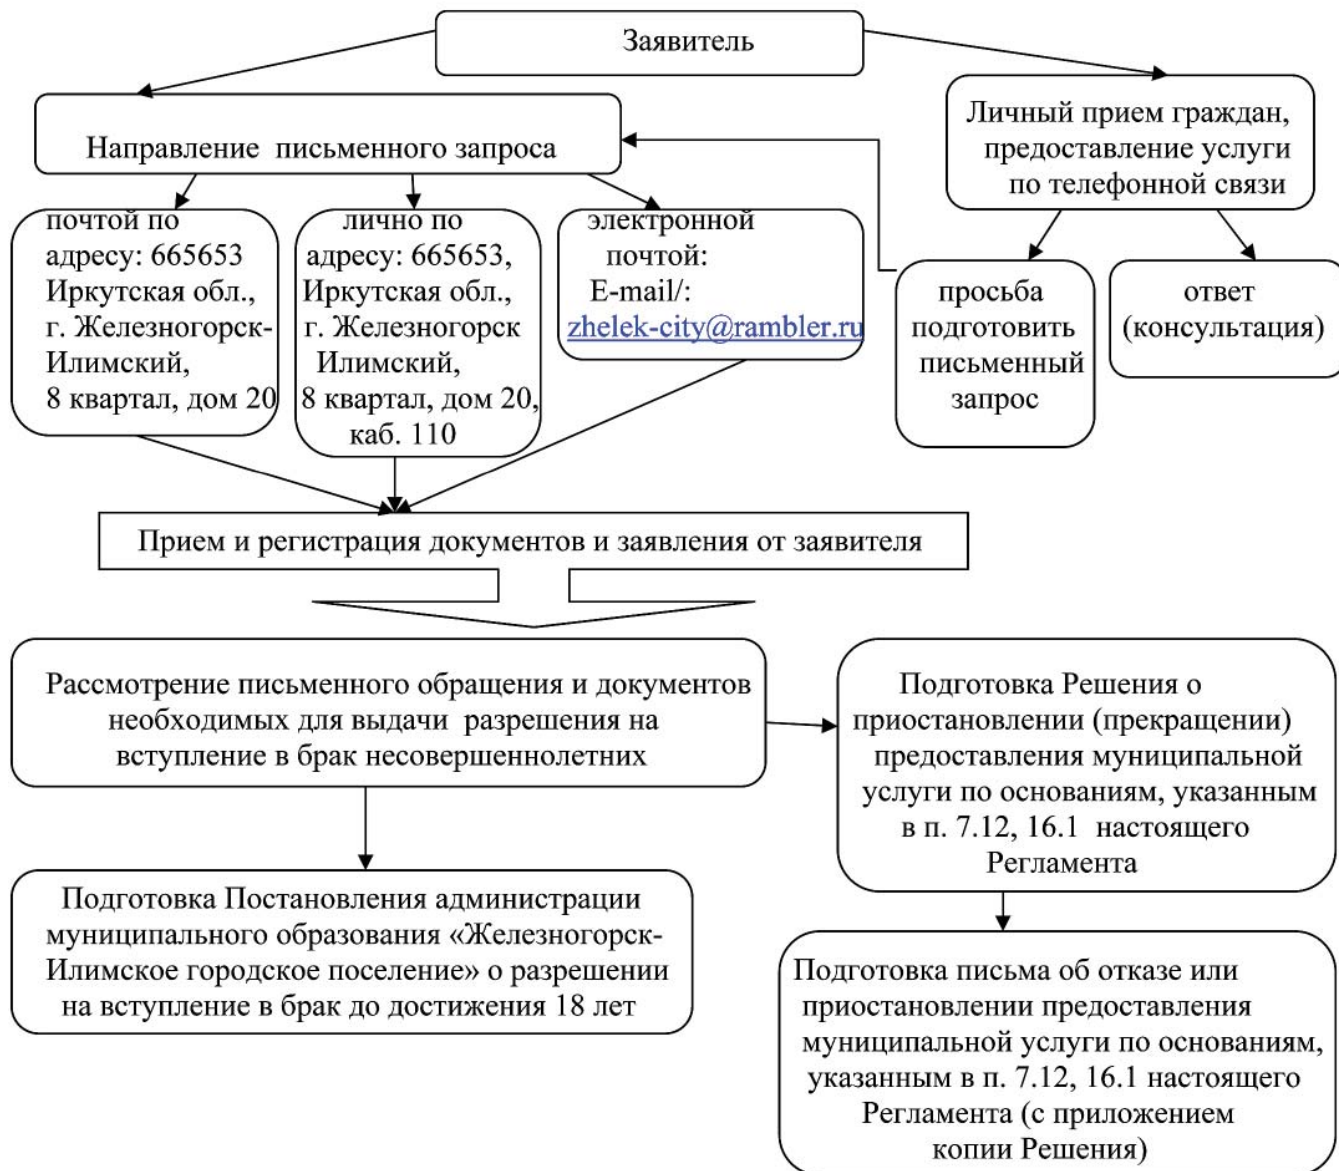 Заявитель
Личный прием граждан,
предоставление услуги
по телефонной связи
Направление письменного запроса
почтой по
адресу: 665653
Иркутская обл.,
г. Железногорск-
Илимский,
8 квартал, дом 20
лично по
адресу: 665653,
Иркутская обл.,
г. Железногорск
Илимский,
8 квартал, дом 20,
каб. 110
электронной
почтой:
E-mail/:
zhelek-city@rambler.ru
просьба
подготовить
письменный
запрос
ответ
(консультация)
Прием и регистрация документов и заявления от заявителя
Рассмотрение письменного обращения и документов
необходимых для выдачи разрешения на
вступление в брак несовершеннолетних
Подготовка Решения о
приостановлении (прекращении)
предоставления муниципальной
услуги по основаниям, указанным
в п. 7.12, 16.1 настоящего
Регламента
Подготовка Постановления администрации
муниципального образования «Железногорск-
Илимское городское поселение» о разрешении
на вступление в брак до достижения 18 лет
Подготовка письма об отказе или
приостановлении предоставления
муниципальной услуги по основаниям,
указанным в п. 7.12, 16.1 настоящего
Регламента (с приложением
копии Решения)